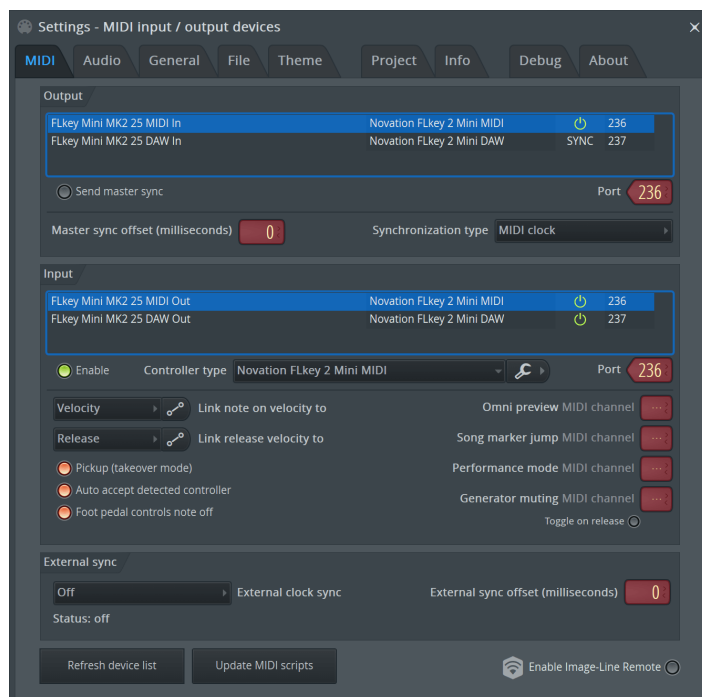 Settings - MIDI input / output devices
MIDI Audio General File Theme Project Info Debug About
Output
FLkey Mini MK2 25 MIDI In Novation FLkey 2 Mini MIDI 236
FLkey Mini MK2 25 DAW In Novation FLkey 2 Mini DAW SYNC 237
Send master sync Port 236
Master sync offset (milliseconds) 0 Synchronization type MIDI clock
Input
FLkey Mini MK2 25 MIDI Out Novation FLkey 2 Mini MIDI 236
FLkey Mini MK2 25 DAW Out Novation FLkey 2 Mini DAW 237
Enable Controller type Novation FLkey 2 Mini MIDI Port 236
Velocity Link note on velocity to Omni preview MIDI channel ---
Release Link release velocity to Song marker jump MIDI channel ---
Pickup (takeover mode) Performance mode MIDI channel ---
Auto accept detected controller Generator muting MIDI channel ---
Foot pedal controls note off Toggle on release
External sync
Off External clock sync External sync offset (milliseconds) 0
Status: off
Refresh device list Update MIDI scripts Enable Image-Line Remote